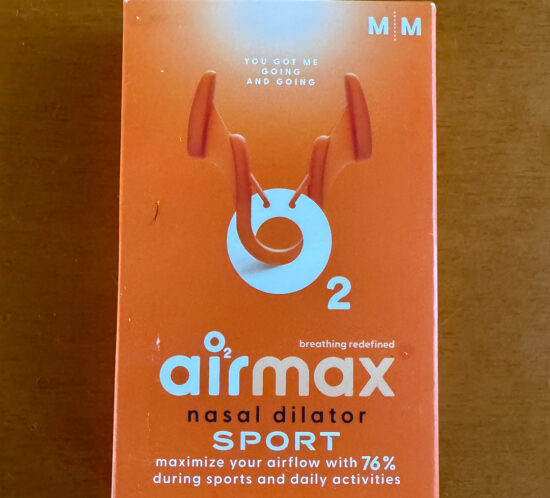 M M
YOU GOT ME
GOING
AND GOING
O2
breathing redefined
airmax
O2
nasal dilator
SPORT
maximize your airflow with 76%
during sports and daily activities